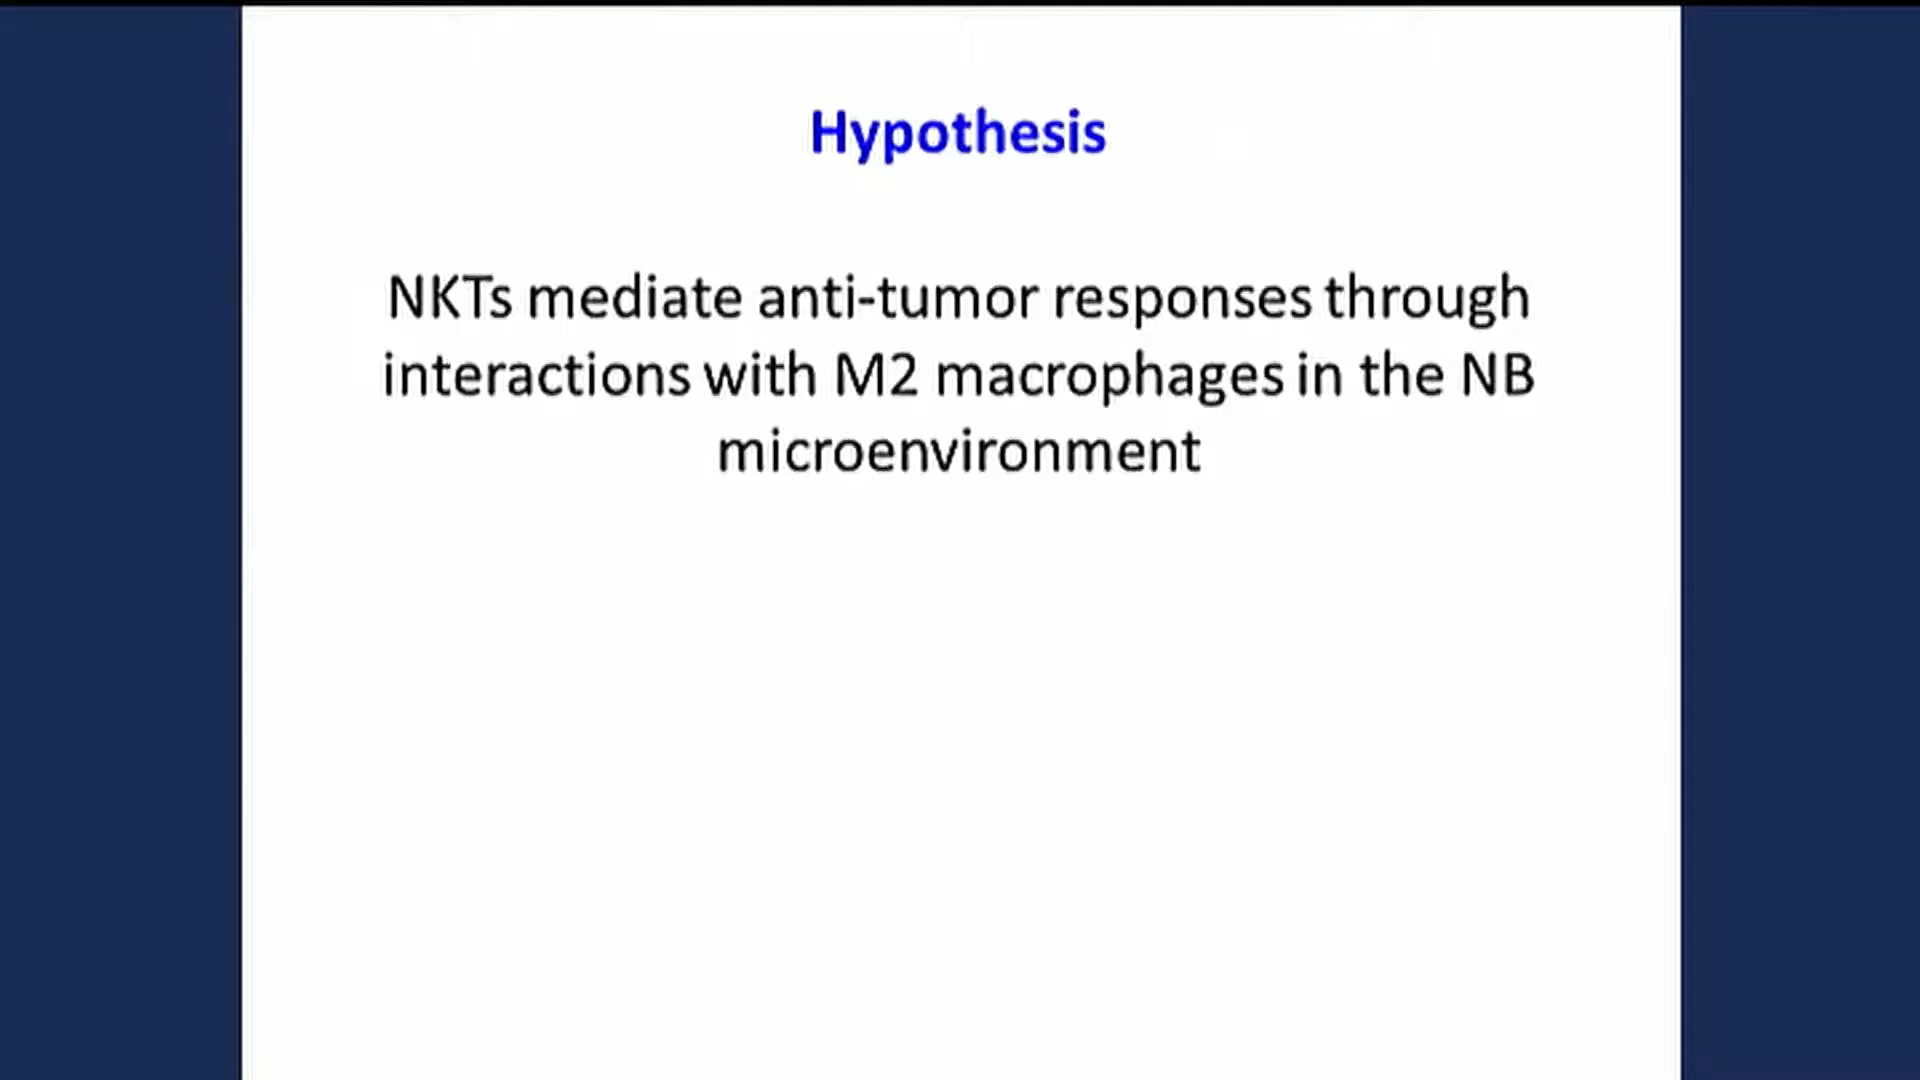 Hypothesis
NKTs mediate anti-tumor responses through
interactions with M2 macrophages in the NB
microenvironment